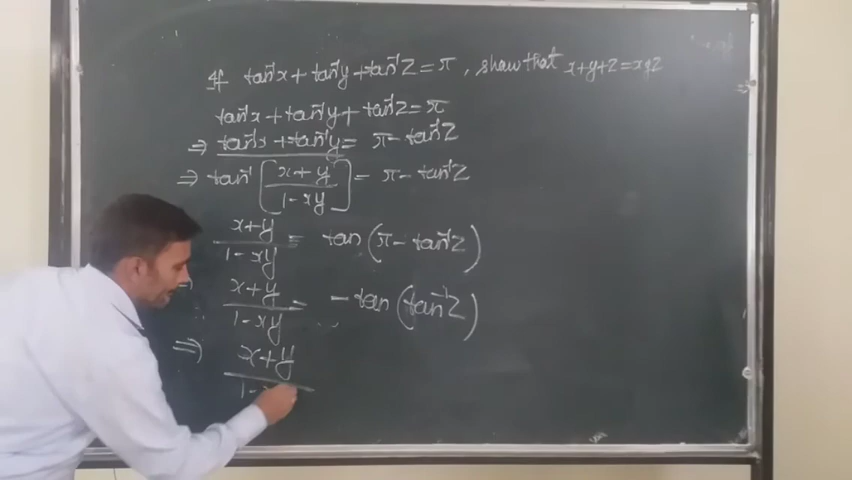 If tan⁻¹x + tan⁻¹y + tan⁻¹z = π, show that x+y+z=xyz
tan⁻¹x + tan⁻¹y + tan⁻¹z = π
⇒ tan⁻¹x + tan⁻¹y = π - tan⁻¹z
⇒ tan⁻¹ [x+y / 1-xy] = π - tan⁻¹z
x+y / 1-xy = tan (π - tan⁻¹z)
⇒ x+y / 1-xy = - tan (tan⁻¹z)
⇒ x+y / 1-